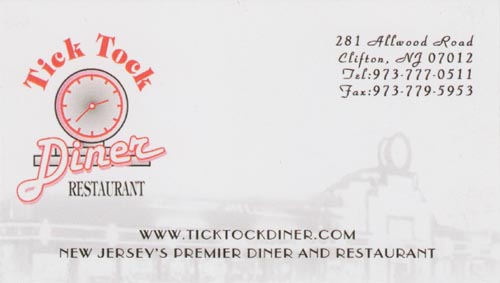 Tick Tock
Diner
RESTAURANT
281 Allwood Road
Clifton, NJ 07012
Tel:973-777-0511
Fax:973-779-5953
WWW.TICKTOCKDINER.COM
NEW JERSEY'S PREMIER DINER AND RESTAURANT